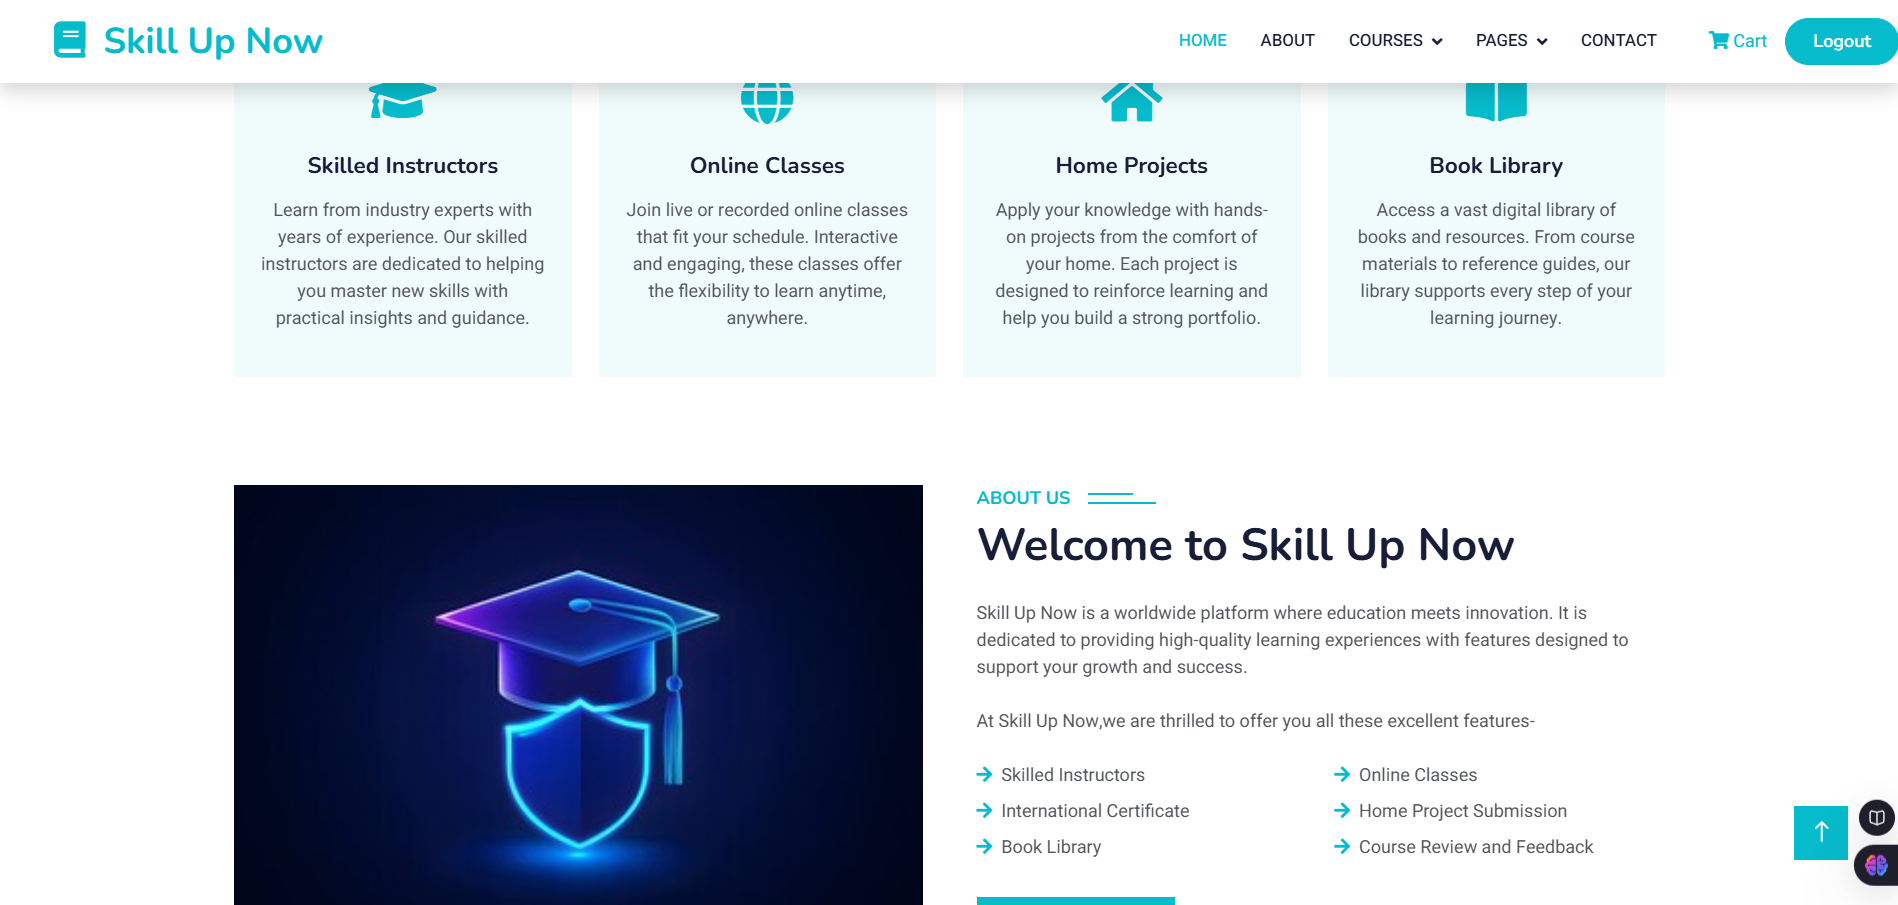 Skill Up Now
HOME
ABOUT
COURSES
PAGES
CONTACT
Cart
Logout
Skilled Instructors
Learn from industry experts with
years of experience. Our skilled
instructors are dedicated to helping
you master new skills with
practical insights and guidance.
Online Classes
Join live or recorded online classes
that fit your schedule. Interactive
and engaging, these classes offer
the flexibility to learn anytime,
anywhere.
Home Projects
Apply your knowledge with hands-
on projects from the comfort of
your home. Each project is
designed to reinforce learning and
help you build a strong portfolio.
Book Library
Access a vast digital library of
books and resources. From course
materials to reference guides, our
library supports every step of your
learning journey.
ABOUT US
Welcome to Skill Up Now
Skill Up Now is a worldwide platform where education meets innovation. It is
dedicated to providing high-quality learning experiences with features designed to
support your growth and success.
At Skill Up Now,we are thrilled to offer you all these excellent features-
Skilled Instructors
Online Classes
International Certificate
Home Project Submission
Book Library
Course Review and Feedback